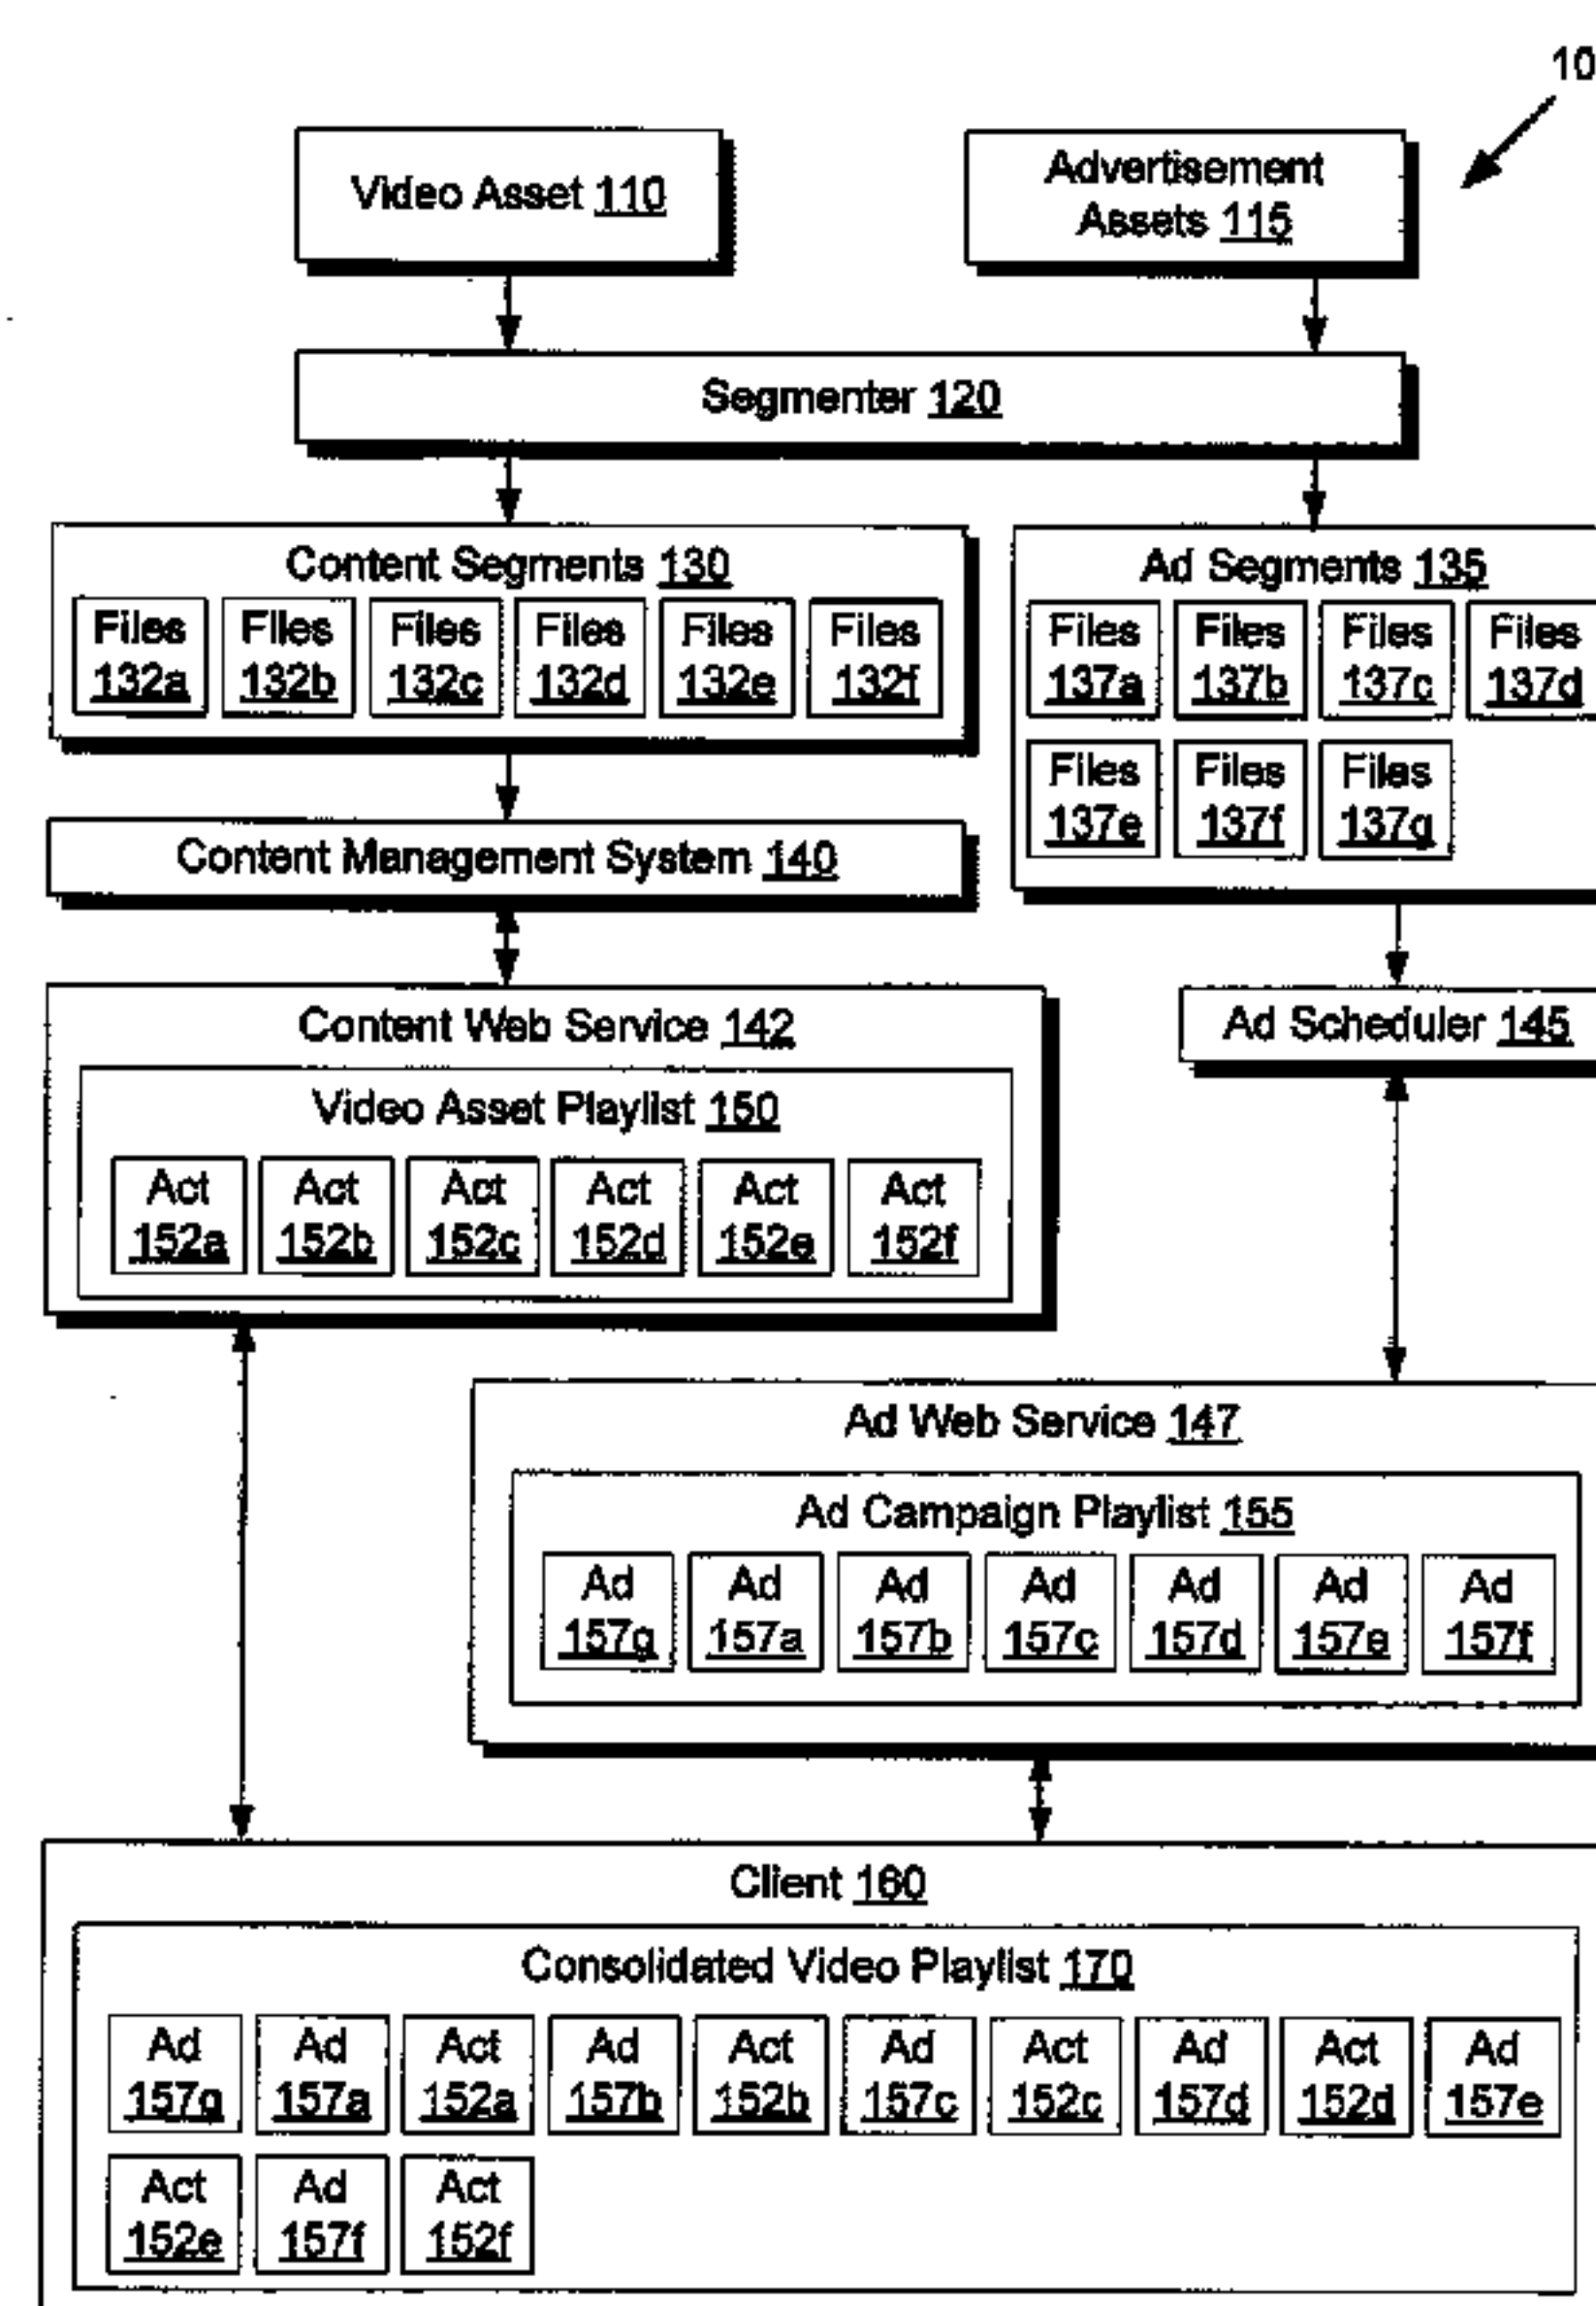 10
Video Asset 110
Advertisement
Assets 115
Segmenter 120
Content Segments 130
Files 132a
Files 132b
Files 132c
Files 132d
Files 132e
Files 132f
Ad Segments 135
Files 137a
Files 137b
Files 137c
Files 137d
Files 137e
Files 137f
Files 137g
Content Management System 140
Content Web Service 142
Ad Scheduler 145
Video Asset Playlist 150
Act 152a
Act 152b
Act 152c
Act 152d
Act 152e
Act 152f
Ad Web Service 147
Ad Campaign Playlist 155
Ad 157g
Ad 157a
Ad 157b
Ad 157c
Ad 157d
Ad 157e
Ad 157f
Client 160
Consolidated Video Playlist 170
Ad 157g
Ad 157a
Act 152a
Ad 157b
Act 152b
Ad 157c
Act 152c
Ad 157d
Act 152d
Ad 157e
Act 152e
Ad 157f
Act 152f